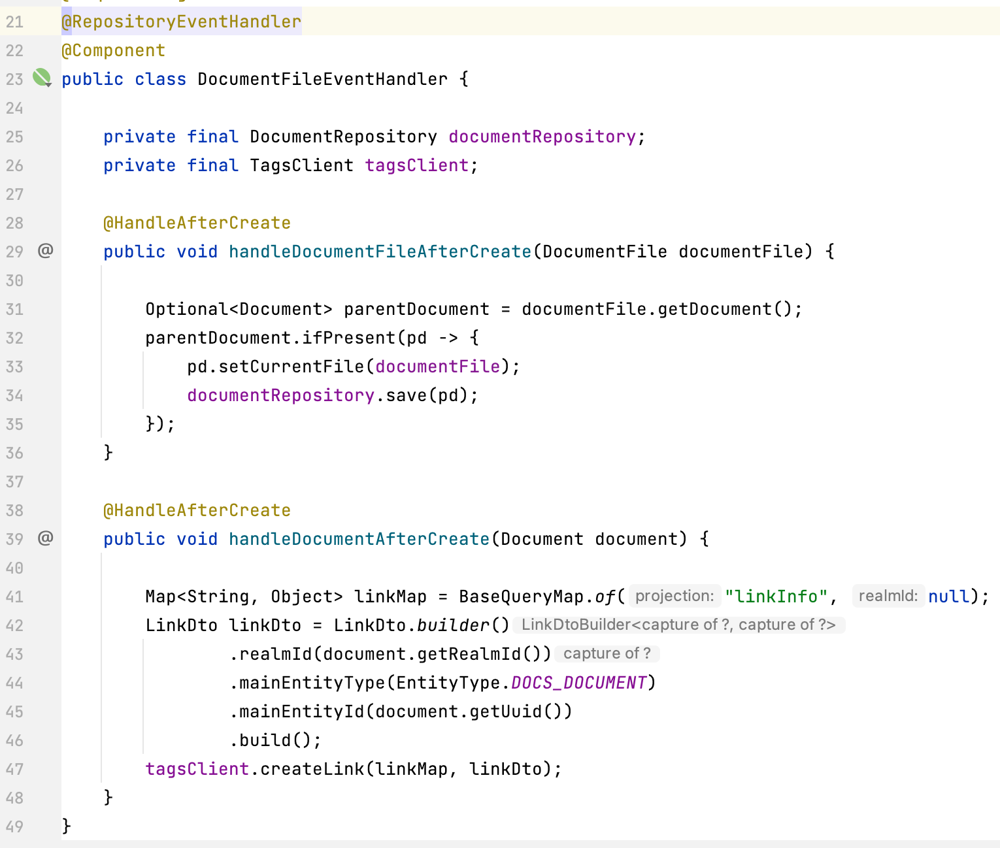 21 @RepositoryEventHandler
22 @Component
23 public class DocumentFileEventHandler {
24
25 private final DocumentRepository documentRepository;
26 private final TagsClient tagsClient;
27
28 @HandleAfterCreate
29 @ public void handleDocumentFileAfterCreate(DocumentFile documentFile) {
30
31 Optional<Document> parentDocument = documentFile.getDocument();
32 parentDocument.ifPresent(pd -> {
33 pd.setCurrentFile(documentFile);
34 documentRepository.save(pd);
35 });
36 }
37
38 @HandleAfterCreate
39 @ public void handleDocumentAfterCreate(Document document) {
40
41 Map<String, Object> linkMap = BaseQueryMap.of( projection: "linkInfo", realmId: null);
42 LinkDto linkDto = LinkDto.builder() LinkDtoBuilder<capture of ?, capture of ?>
43 .realmId(document.getRealmId()) capture of ?
44 .mainEntityType(EntityType.DOCS_DOCUMENT)
45 .mainEntityId(document.getUuid())
46 .build();
47 tagsClient.createLink(linkMap, linkDto);
48 }
49 }